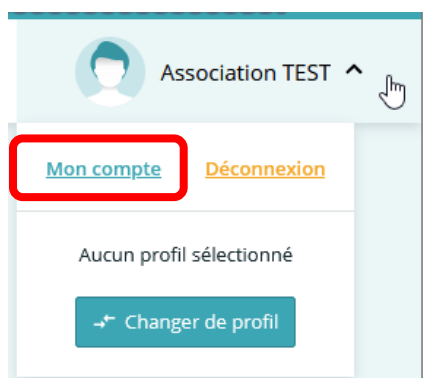 Association TEST
Mon compte Déconnexion
Aucun profil sélectionné
Changer de profil